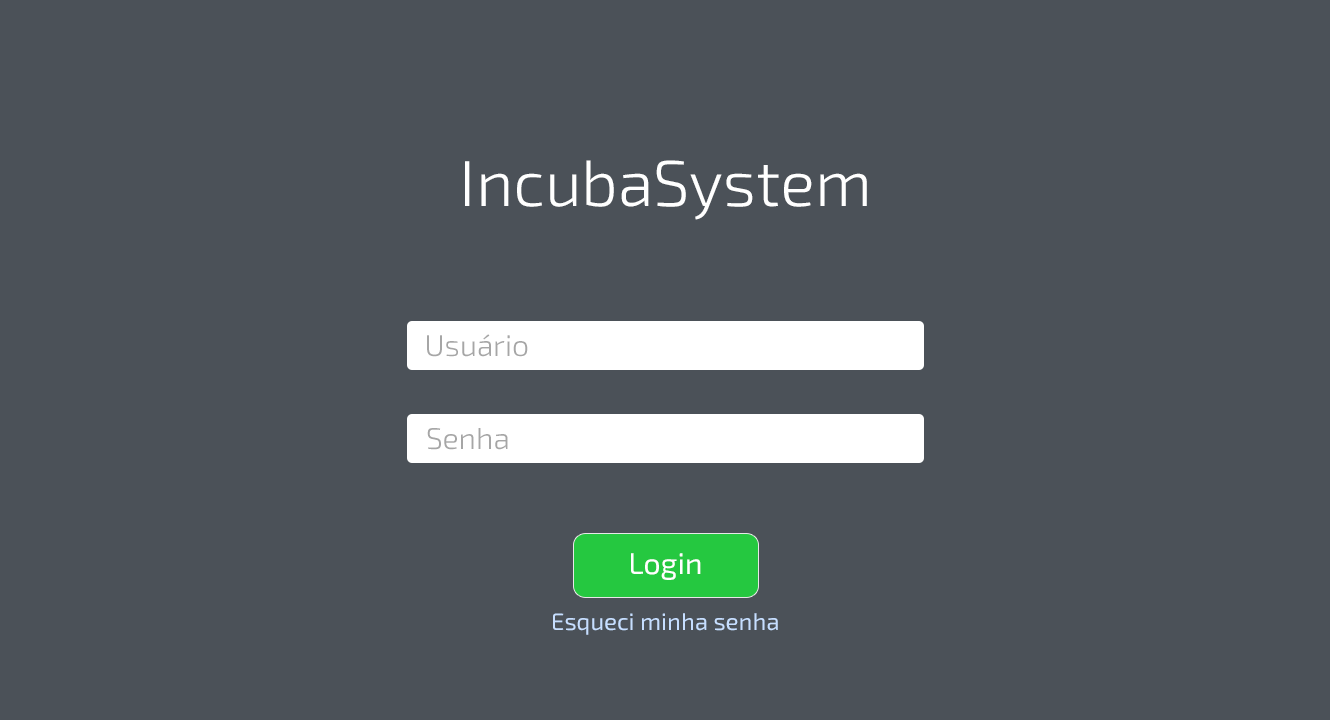 IncubaSystem
Usuário
Senha
Login
Esqueci minha senha